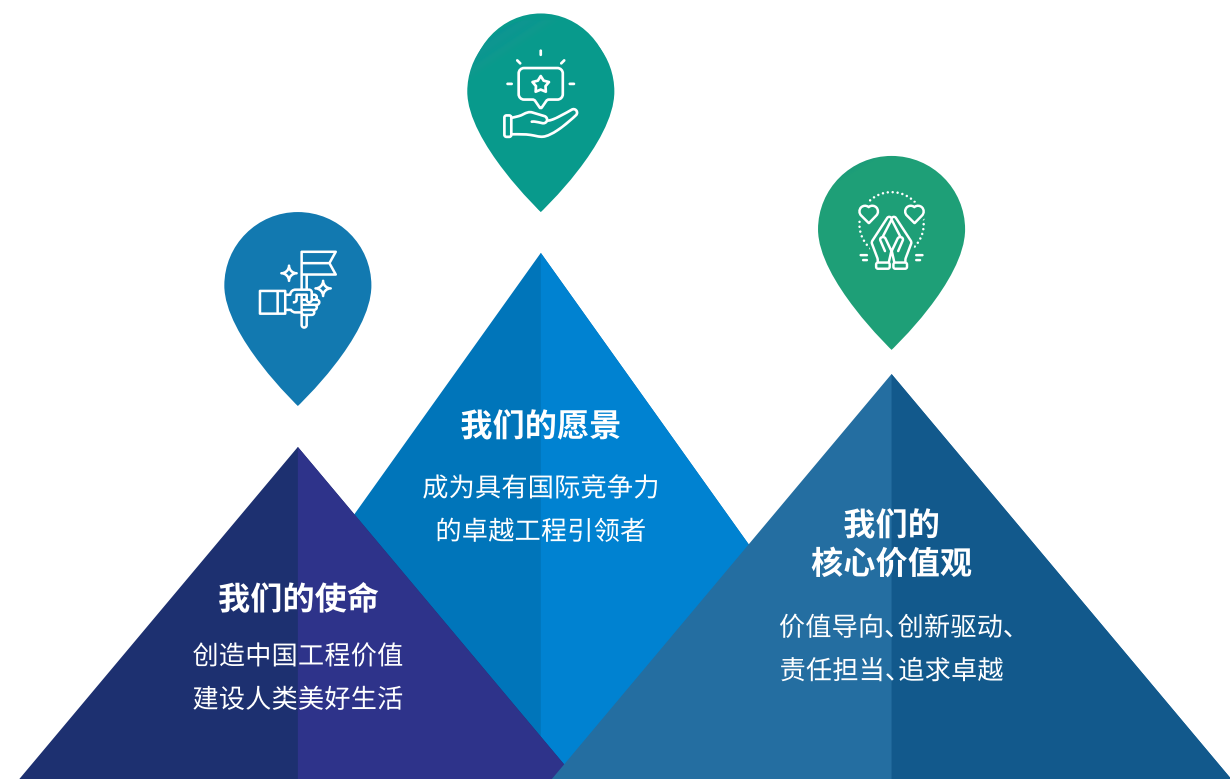 我们的愿景
成为具有国际竞争力
的卓越工程引领者
我们的使命
创造中国工程价值
建设人类美好生活
我们的
核心价值观
价值导向、创新驱动、
责任担当、追求卓越